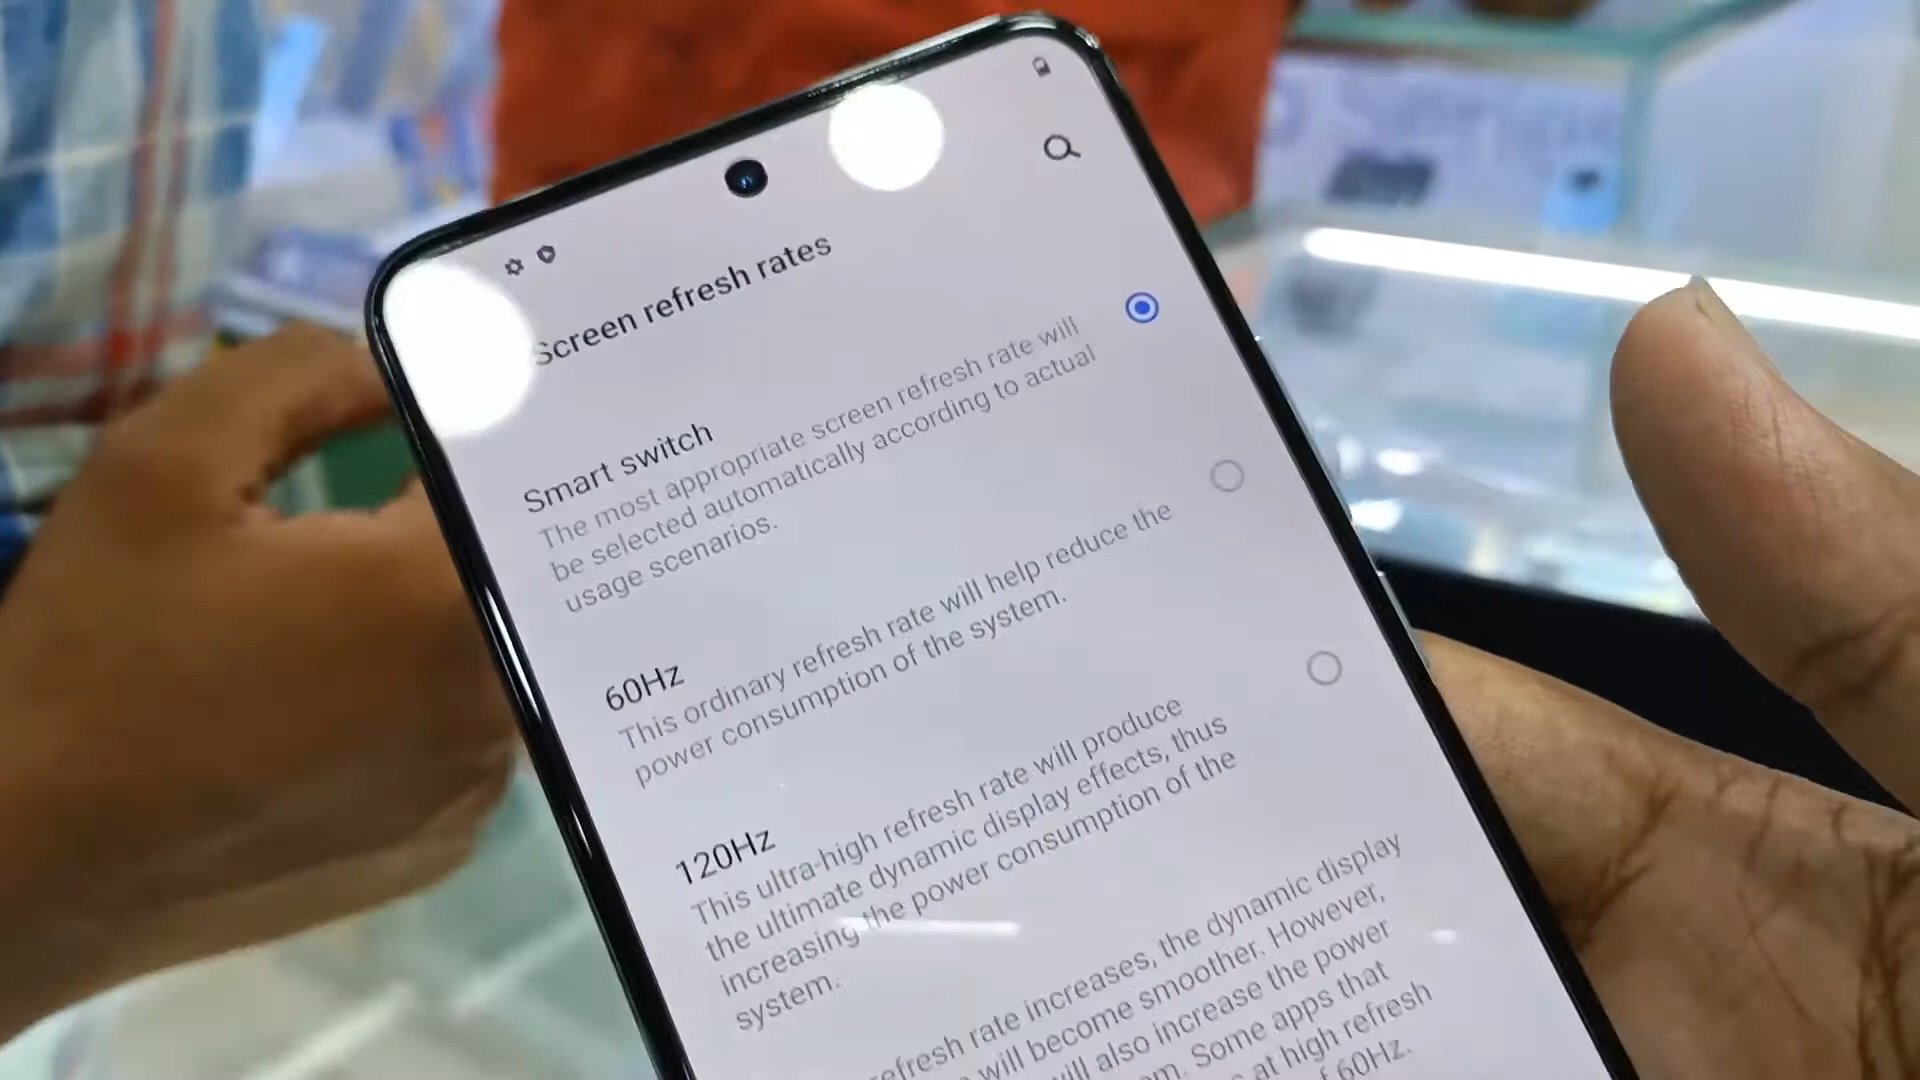 Screen refresh rates
Smart switch
The most appropriate screen refresh rate will
be selected automatically according to actual
usage scenarios.
60Hz
This ordinary refresh rate will help reduce the
power consumption of the system.
120Hz
This ultra-high refresh rate will produce
the ultimate dynamic display effects, thus
increasing the power consumption of the
system.
refresh rate increases, the dynamic display
will become smoother. However,
will also increase the power
Some apps that
at high refresh
60Hz.